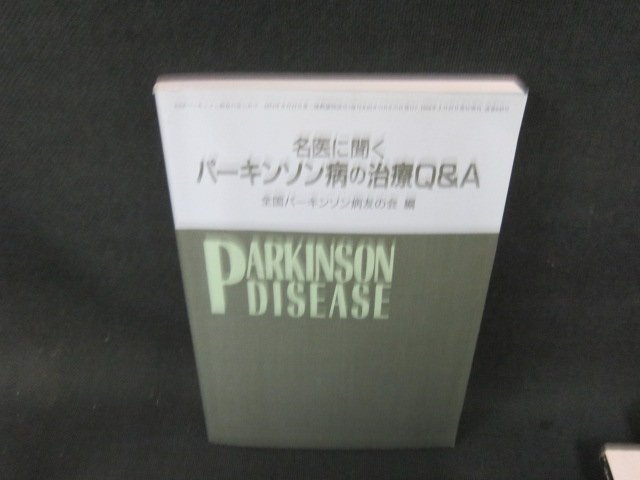 名医に聞く
パーキンソン病の治療Q&A
全国パーキンソン病友の会 編
PARKINSON
DISEASE